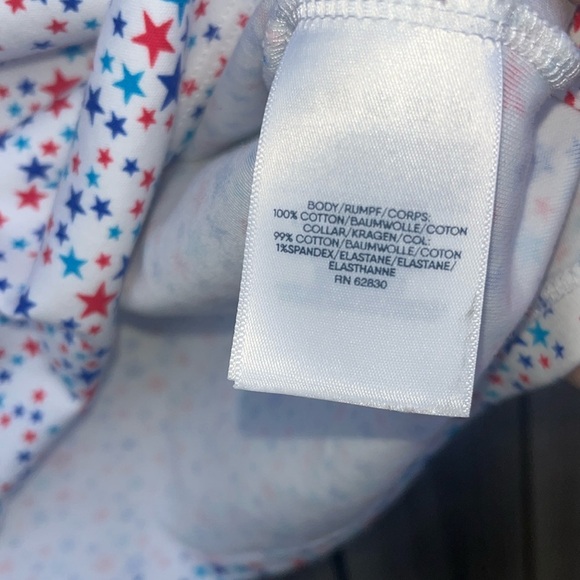 BODY/RUMPF/CORPS:
100% COTTON/BAUMWOLLE/COTON
COLLAR/KRAGEN/COL:
99% COTTON/BAUMWOLLE/COTON
1%SPANDEX/ELASTANE/ELASTANE/
ELASTHANNE
RN 62830